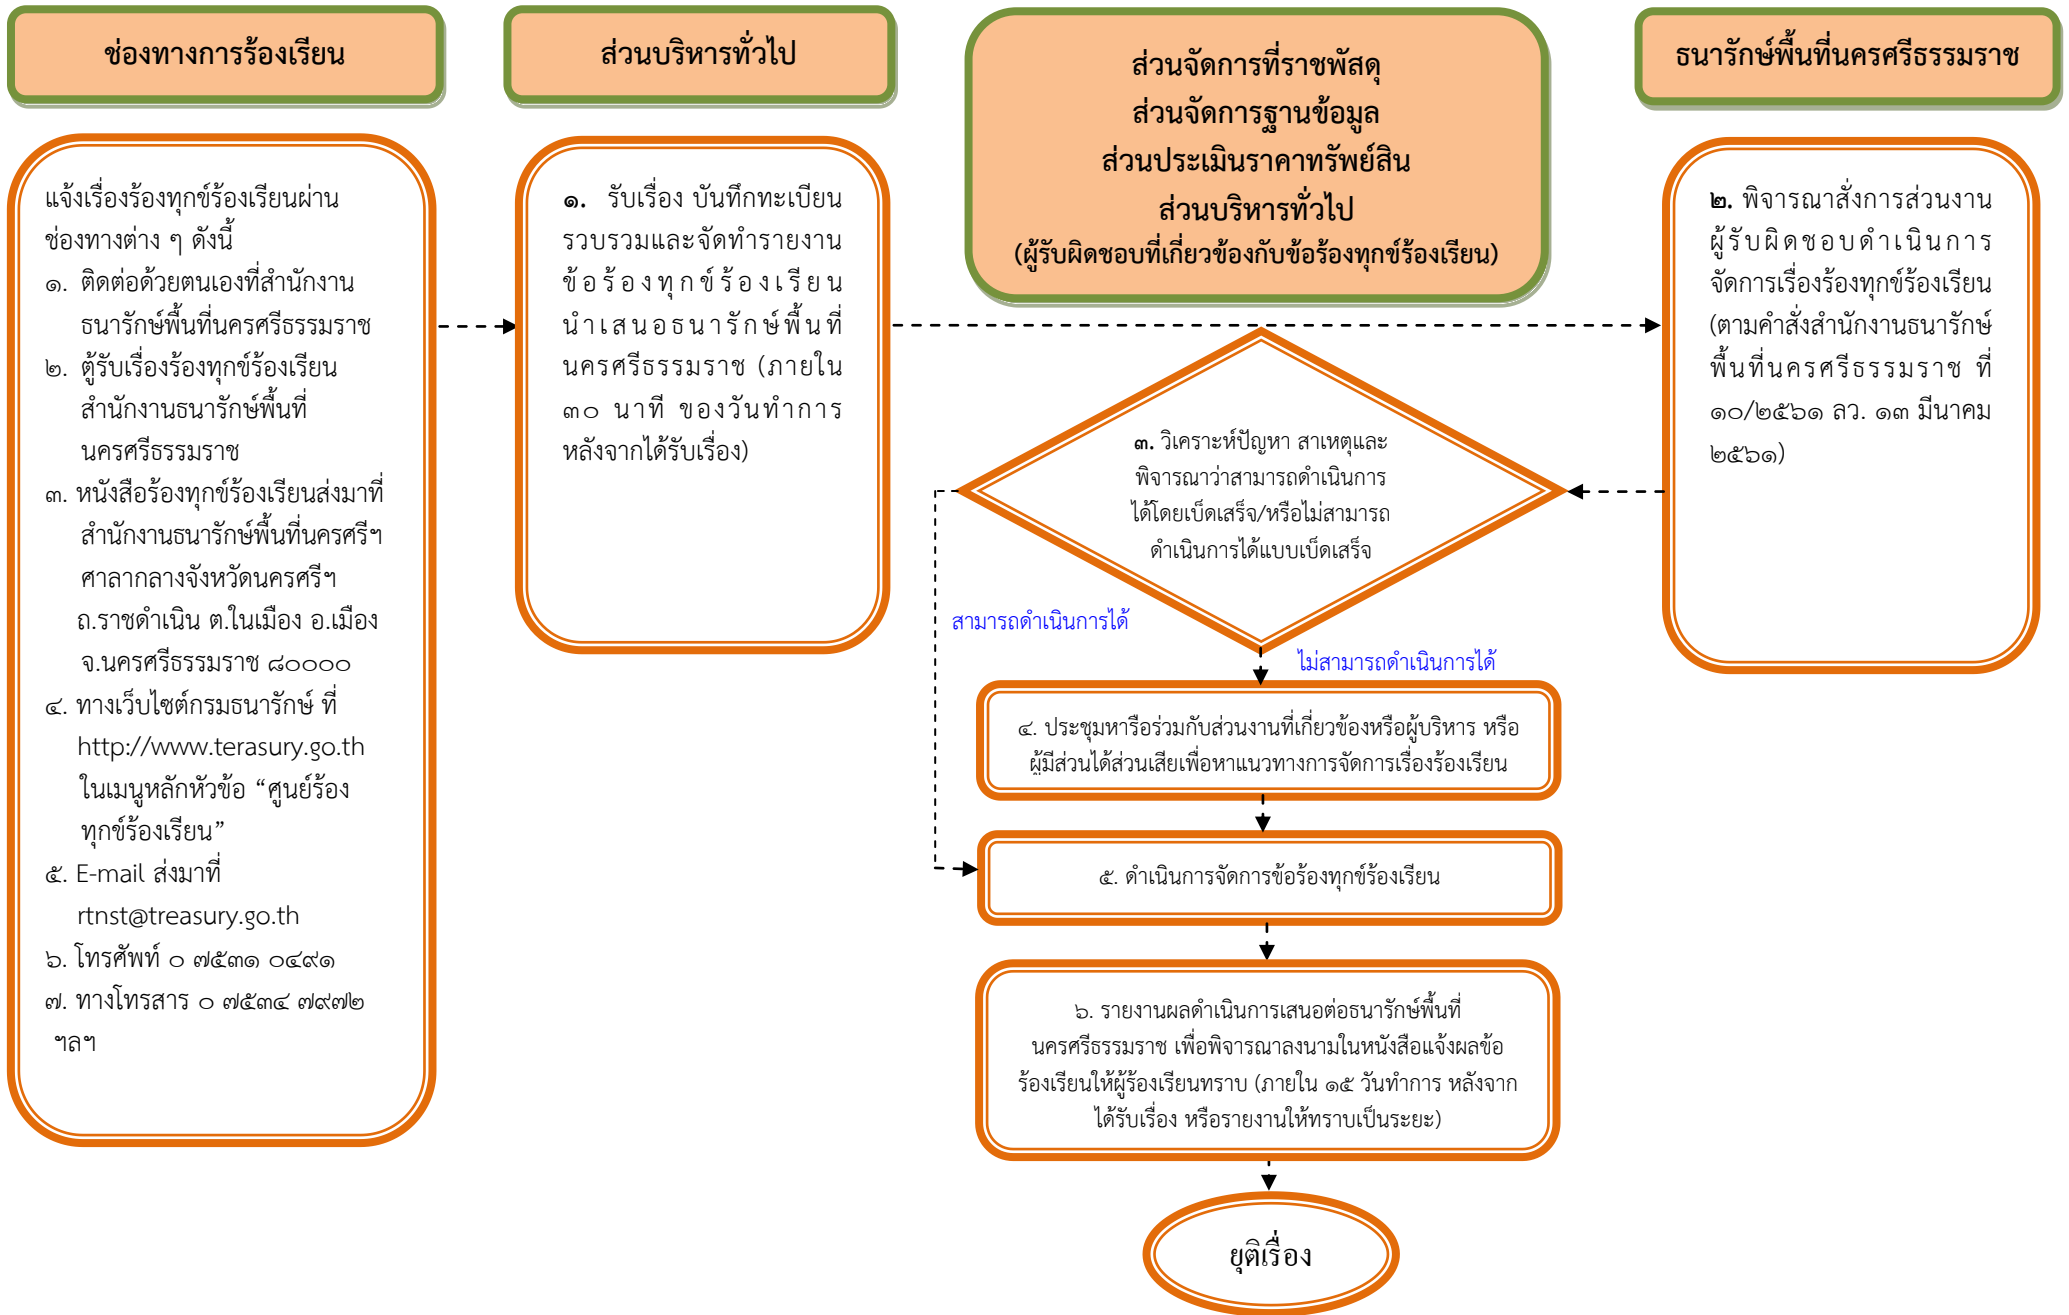 ช่องทางการร้องเรียน
แจ้งเรื่องร้องทุกข์ร้องเรียนผ่าน
ช่องทางต่าง ๆ ดังนี้
๑. ติดต่อด้วยตนเองที่สำนักงาน
ธนารักษ์พื้นที่นครศรีธรรมราช
๒. ตู้รับเรื่องร้องทุกข์ร้องเรียน
สำนักงานธนารักษ์พื้นที่
นครศรีธรรมราช
๓. หนังสือร้องทุกข์ร้องเรียนส่งมาที่
สำนักงานธนารักษ์พื้นที่นครศรีฯ
ศาลากลางจังหวัดนครศรีฯ
ถ.ราชดำเนิน ต.ในเมือง อ.เมือง
จ.นครศรีธรรมราช ๘๐๐๐๐
๔. ทางเว็บไซต์กรมธนารักษ์ ที่
http://www.terasury.go.th
ในเมนูหลักหัวข้อ “ศูนย์ร้อง
ทุกข์ร้องเรียน”
๕. E-mail ส่งมาที่
rtnst@treasury.go.th
๖. โทรศัพท์ ๐ ๗๕๓๑ ๐๔๙๑
๗. ทางโทรสาร ๐ ๗๕๓๔ ๗๙๗๒
ฯลฯ
ส่วนบริหารทั่วไป
๑. รับเรื่อง บันทึกทะเบียน
รวบรวมและจัดทำรายงาน
ข้อร้องทุกข์ร้องเรียน
นำเสนอธนารักษ์พื้นที่
นครศรีธรรมราช (ภายใน
๓๐ นาที ของวันทำการ
หลังจากได้รับเรื่อง)
ส่วนจัดการที่ราชพัสดุ
ส่วนจัดการฐานข้อมูล
ส่วนประเมินราคาทรัพย์สิน
ส่วนบริหารทั่วไป
(ผู้รับผิดชอบที่เกี่ยวข้องกับข้อร้องทุกข์ร้องเรียน)
ธนารักษ์พื้นที่นครศรีธรรมราช
๒. พิจารณาสั่งการส่วนงาน
ผู้รับผิดชอบดำเนินการ
จัดการเรื่องร้องทุกข์ร้องเรียน
(ตามคำสั่งสำนักงานธนารักษ์
พื้นที่นครศรีธรรมราช ที่
๑๐/๒๕๖๑ ลว. ๑๓ มีนาคม
๒๕๖๑)
๓. วิเคราะห์ปัญหา สาเหตุและ
พิจารณาว่าสามารถดำเนินการ
ได้โดยเบ็ดเสร็จ/หรือไม่สามารถ
ดำเนินการได้แบบเบ็ดเสร็จ
สามารถดำเนินการได้
ไม่สามารถดำเนินการได้
๔. ประชุมหารือร่วมกับส่วนงานที่เกี่ยวข้องหรือผู้บริหาร หรือ
ผู้มีส่วนได้ส่วนเสียเพื่อหาแนวทางการจัดการเรื่องร้องเรียน
๕. ดำเนินการจัดการข้อร้องทุกข์ร้องเรียน
๖. รายงานผลดำเนินการเสนอต่อธนารักษ์พื้นที่
นครศรีธรรมราช เพื่อพิจารณาลงนามในหนังสือแจ้งผลข้อ
ร้องเรียนให้ผู้ร้องเรียนทราบ (ภายใน ๑๕ วันทำการ หลังจาก
ได้รับเรื่อง หรือรายงานให้ทราบเป็นระยะ)
ยุติเรื่อง